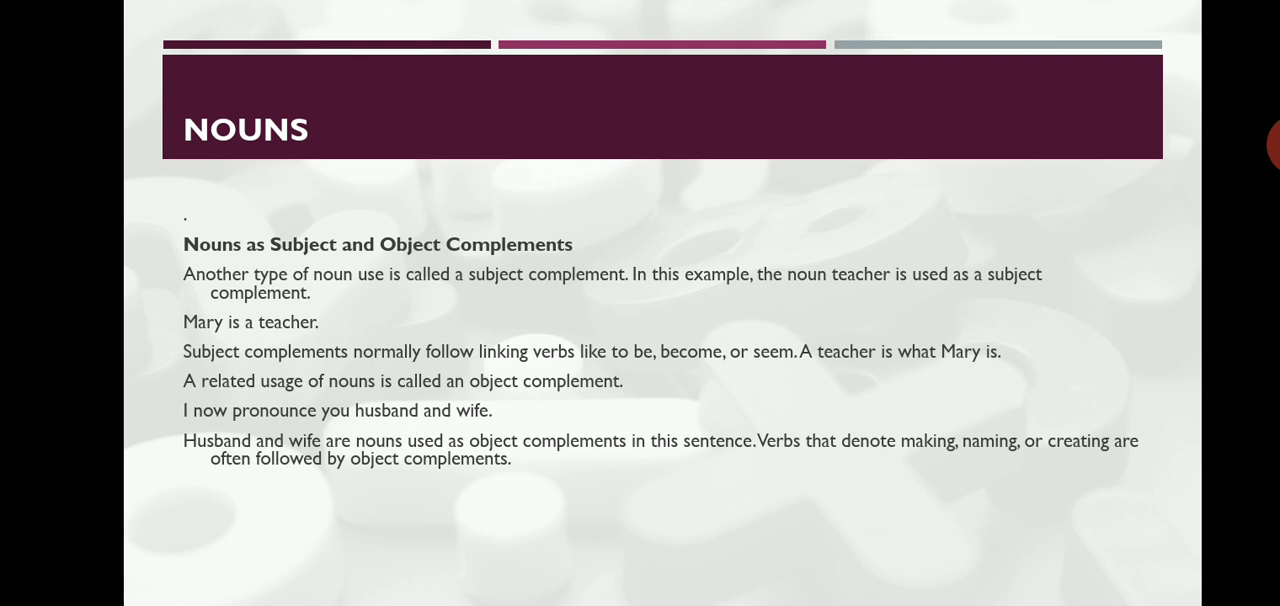 NOUNS
.
Nouns as Subject and Object Complements
Another type of noun use is called a subject complement. In this example, the noun teacher is used as a subject
complement.
Mary is a teacher.
Subject complements normally follow linking verbs like to be, become, or seem. A teacher is what Mary is.
A related usage of nouns is called an object complement.
I now pronounce you husband and wife.
Husband and wife are nouns used as object complements in this sentence. Verbs that denote making, naming, or creating are
often followed by object complements.